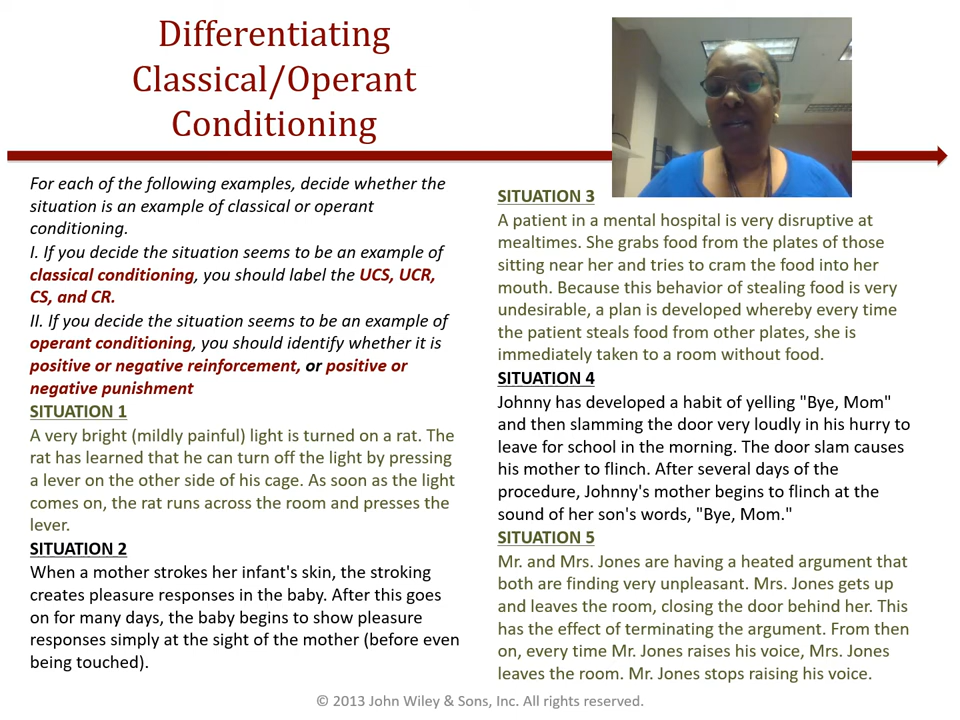 Differentiating
Classical/Operant
Conditioning
For each of the following examples, decide whether the
situation is an example of classical or operant
conditioning.
I. If you decide the situation seems to be an example of
classical conditioning, you should label the UCS, UCR,
CS, and CR.
II. If you decide the situation seems to be an example of
operant conditioning, you should identify whether it is
positive or negative reinforcement, or positive or
negative punishment
SITUATION 1
A very bright (mildly painful) light is turned on a rat. The
rat has learned that he can turn off the light by pressing
a lever on the other side of his cage. As soon as the light
comes on, the rat runs across the room and presses the
lever.
SITUATION 2
When a mother strokes her infant's skin, the stroking
creates pleasure responses in the baby. After this goes
on for many days, the baby begins to show pleasure
responses simply at the sight of the mother (before even
being touched).
SITUATION 3
A patient in a mental hospital is very disruptive at
mealtimes. She grabs food from the plates of those
sitting near her and tries to cram the food into her
mouth. Because this behavior of stealing food is very
undesirable, a plan is developed whereby every time
the patient steals food from other plates, she is
immediately taken to a room without food.
SITUATION 4
Johnny has developed a habit of yelling "Bye, Mom"
and then slamming the door very loudly in his hurry to
leave for school in the morning. The door slam causes
his mother to flinch. After several days of the
procedure, Johnny's mother begins to flinch at the
sound of her son's words, "Bye, Mom."
SITUATION 5
Mr. and Mrs. Jones are having a heated argument that
both are finding very unpleasant. Mrs. Jones gets up
and leaves the room, closing the door behind her. This
has the effect of terminating the argument. From then
on, every time Mr. Jones raises his voice, Mrs. Jones
leaves the room. Mr. Jones stops raising his voice.
© 2013 John Wiley & Sons, Inc. All rights reserved.